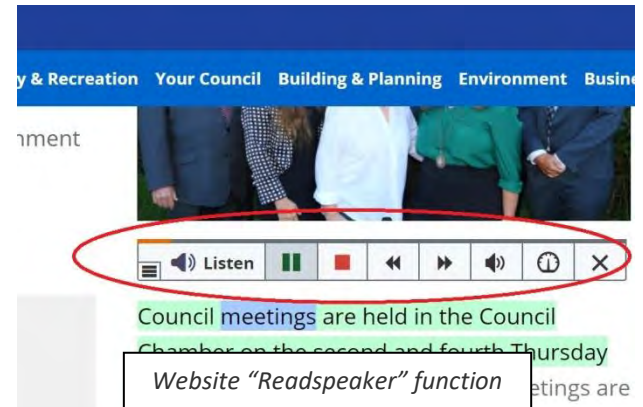 y & Recreation Your Council Building & Planning Environment Busine
nment
Listen
Council meetings are held in the Council
Chamber on the second and fourth Thursday
Website “Readspeaker” function
etings are